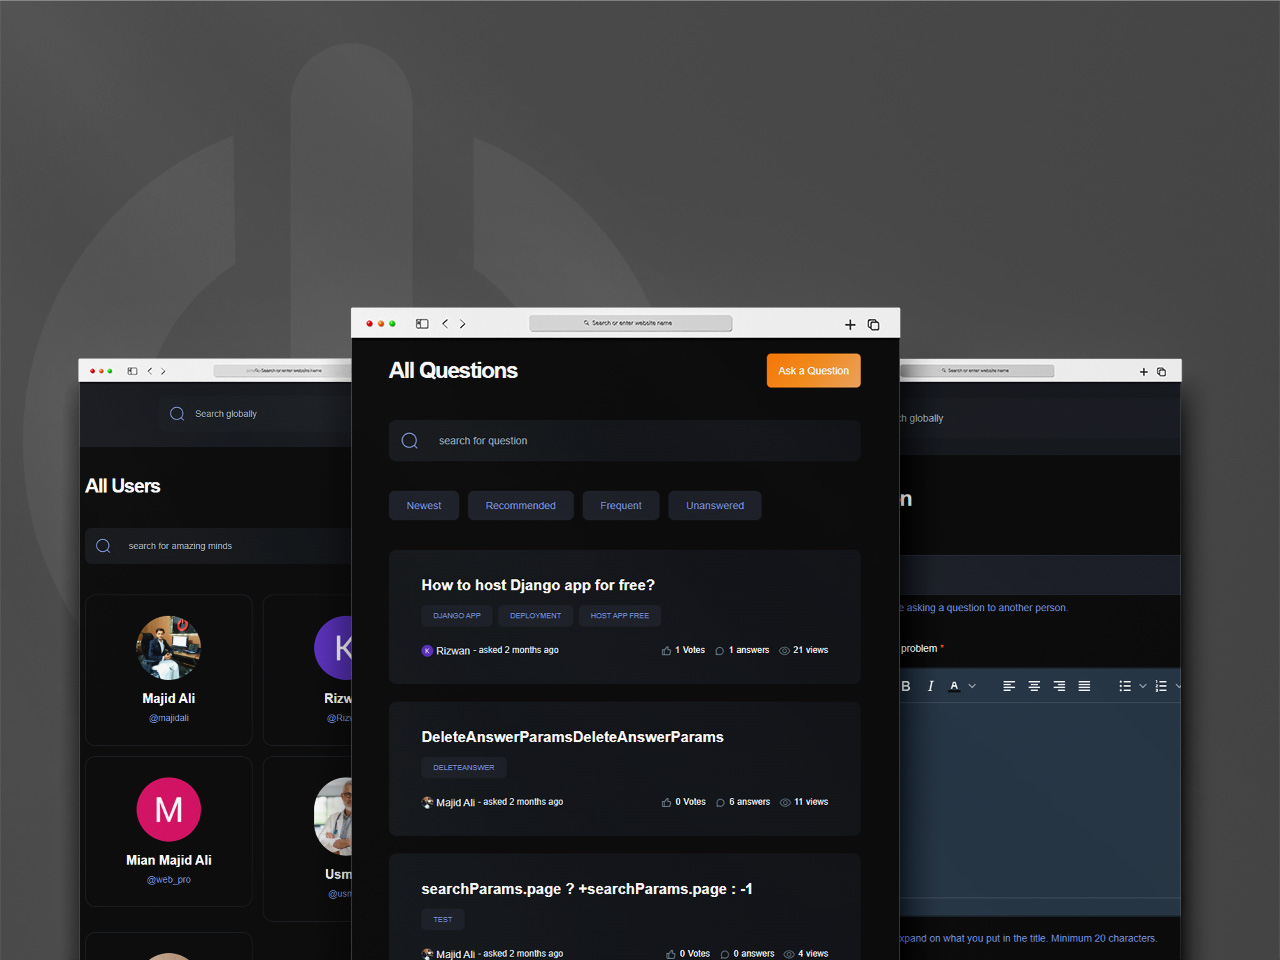 Search or enter website name
Search globally
All Users
search for amazing minds
Majid Ali
@majidali
Mian Majid Ali
@web_pro
K
Rizw
@Riz
M
Usm
@usm
Search or enter website name
All Questions
Ask a Question
search for question
Newest
Recommended
Frequent
Unanswered
How to host Django app for free?
DJANGO APP
DEPLOYMENT
HOST APP FREE
K Rizwan - asked 2 months ago
1 Votes
1 answers
21 views
DeleteAnswerParamsDeleteAnswerParams
DELETEANSWER
Majid Ali - asked 2 months ago
0 Votes
6 answers
11 views
searchParams.page ? +searchParams.page : -1
TEST
Majid Ali - asked 2 months ago
0 Votes
0 answers
4 views
Search or enter website name
h globally
n
e asking a question to another person.
problem *
B I A
xpand on what you put in the title. Minimum 20 characters.